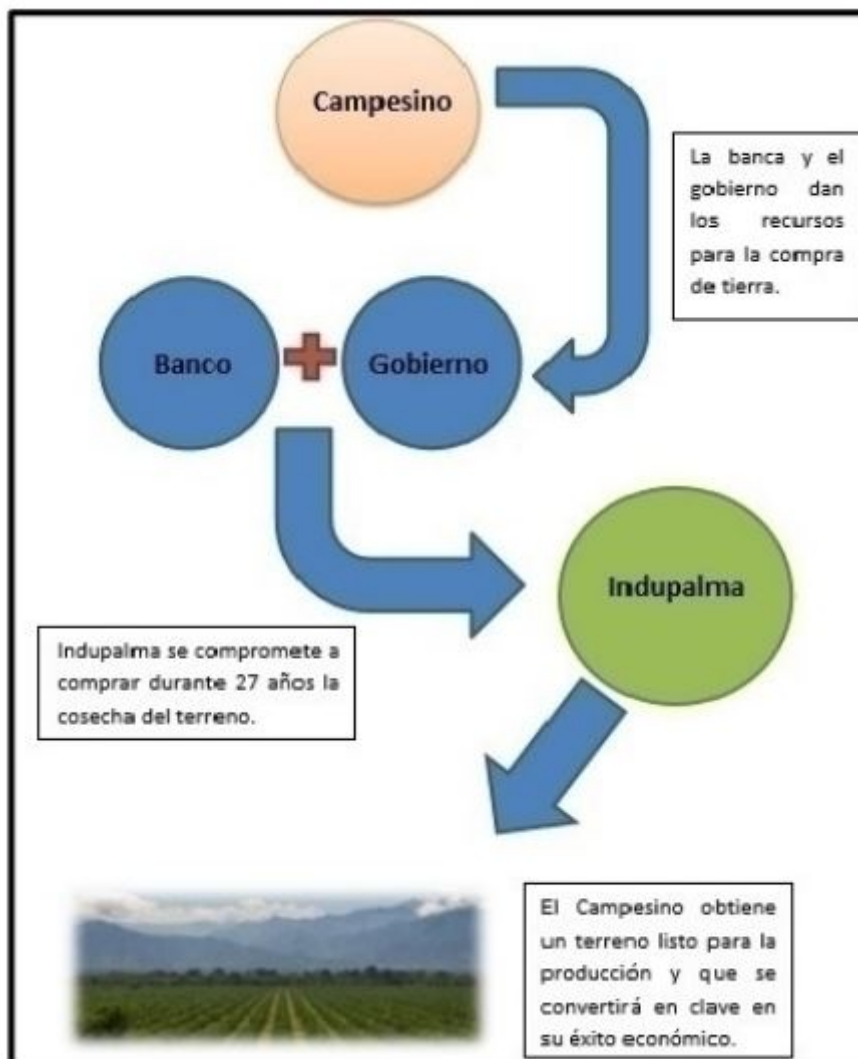 Campesino
La banca y el
gobierno dan
los recursos
para la compra
de tierra.
Banco
Gobierno
Indupalma
Indupalma se compromete a
comprar durante 27 años la
cosecha del terreno.
El Campesino obtiene
un terreno listo para la
producción y que se
convertirá en clave en
su éxito económico.